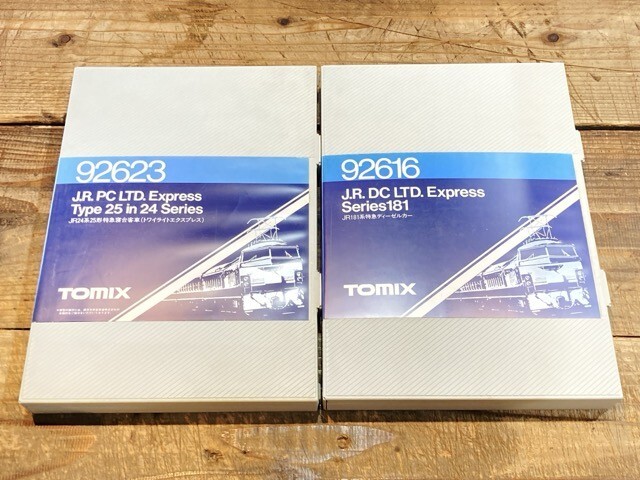 92623
J.R. PC LTD. Express
Type 25 in 24 Series
JR24系25形特急寝台客車(トワイライトエクスプレス)
TOMIX
92616
J.R. DC LTD. Express
Series181
JR181系特急ディーゼルカー
TOMIX